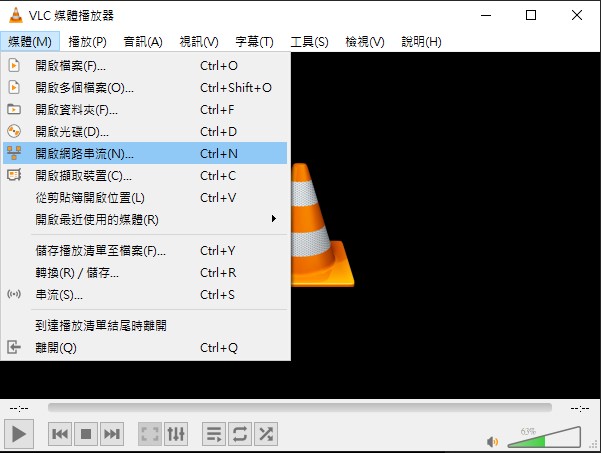 VLC 媒體播放器
媒體(M) 播放(P) 音訊(A) 視訊(V) 字幕(T) 工具(S) 檢視(V) 說明(H)
開啟檔案(F)... Ctrl+O
開啟多個檔案(O)... Ctrl+Shift+O
開啟資料夾(F)... Ctrl+F
開啟光碟(D)... Ctrl+D
開啟網路串流(N)... Ctrl+N
開啟擷取裝置(C)... Ctrl+C
從剪貼簿開啟位置(L) Ctrl+V
開啟最近使用的媒體(R)
儲存播放清單至檔案(F)... Ctrl+Y
轉換(R) / 儲存... Ctrl+R
串流(S)... Ctrl+S
到達播放清單結尾時離開
離開(Q) Ctrl+Q
--:-- --:--
63%